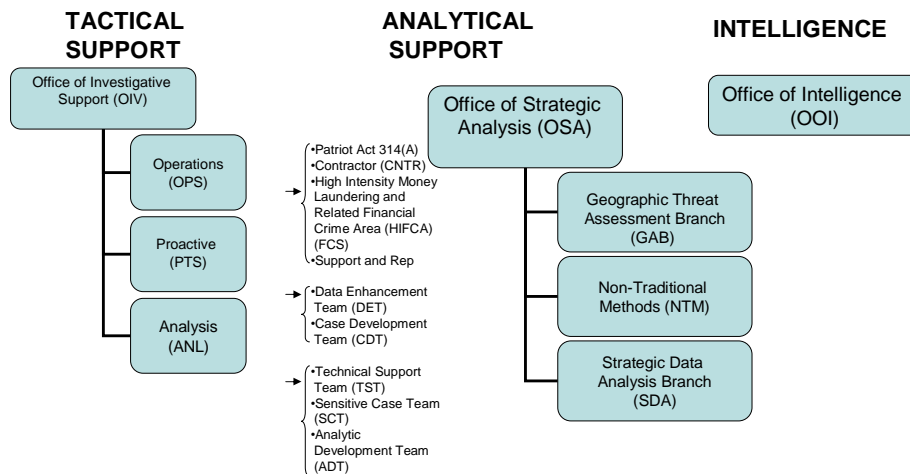 TACTICAL
SUPPORT
Office of Investigative
Support (OIV)
Operations
(OPS)
Proactive
(PTS)
Analysis
(ANL)
•Patriot Act 314(A)
•Contractor (CNTR)
•High Intensity Money
Laundering and
Related Financial
Crime Area (HIFCA)
(FCS)
•Support and Rep
•Data Enhancement
Team (DET)
•Case Development
Team (CDT)
•Technical Support
Team (TST)
•Sensitive Case Team
(SCT)
•Analytic
Development Team
(ADT)
ANALYTICAL
SUPPORT
Office of Strategic
Analysis (OSA)
Geographic Threat
Assessment Branch
(GAB)
Non-Traditional
Methods (NTM)
Strategic Data
Analysis Branch
(SDA)
INTELLIGENCE
Office of Intelligence
(OOI)